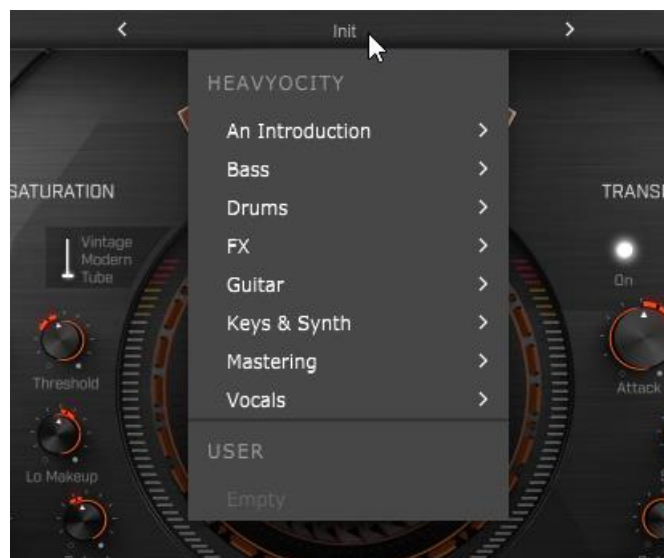 Init
HEAVYOCITY
An Introduction
Bass
Drums
FX
Guitar
Keys & Synth
Mastering
Vocals
USER
Empty
SATURATION
Vintage
Modern
Tube
Threshold
Lo Makeup
TRANSI
On
Attack